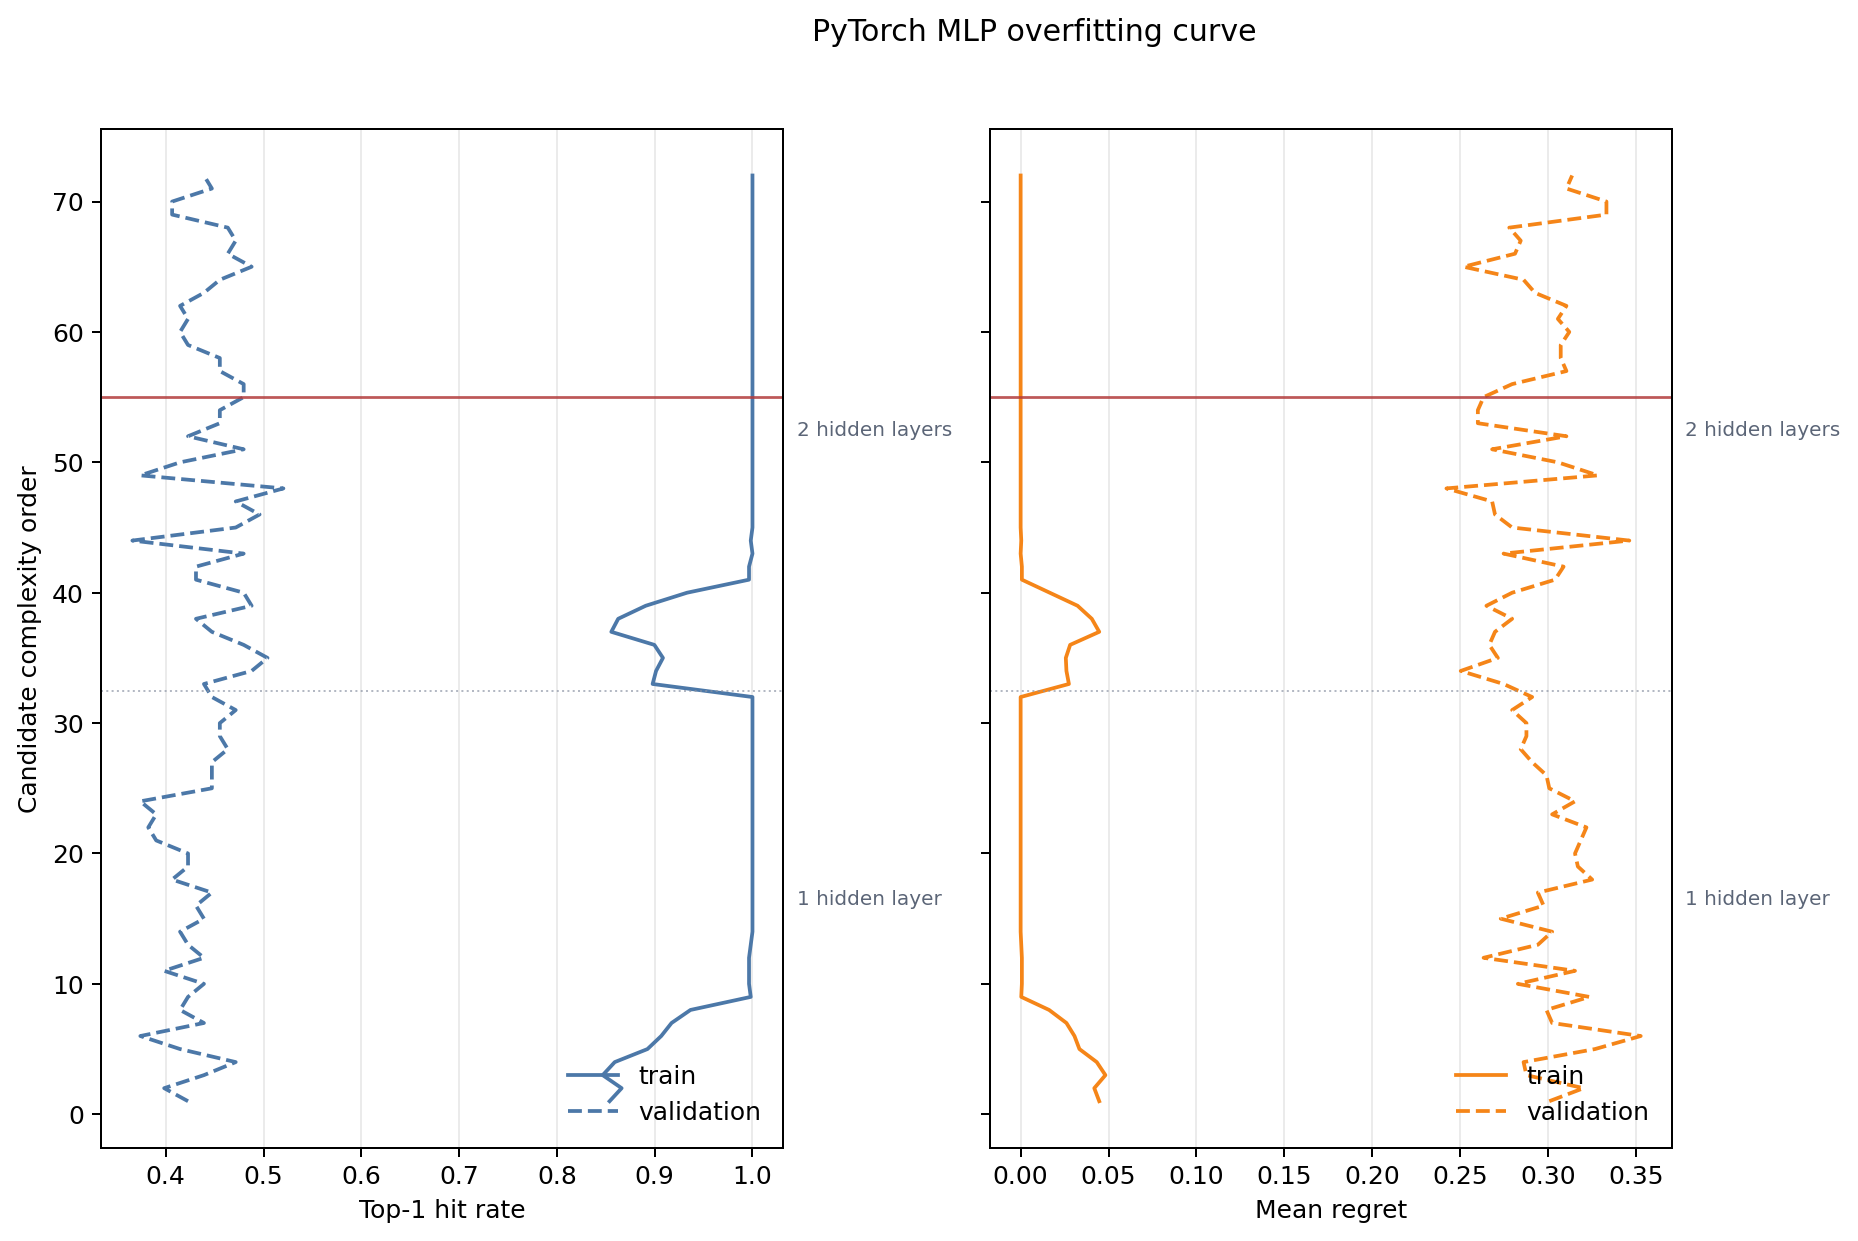 PyTorch MLP overfitting curve
Candidate complexity order
70
60
50
40
30
20
10
0
2 hidden layers
1 hidden layer
train
validation
0.4 0.5 0.6 0.7 0.8 0.9 1.0
Top-1 hit rate
2 hidden layers
1 hidden layer
train
validation
0.00 0.05 0.10 0.15 0.20 0.25 0.30 0.35
Mean regret